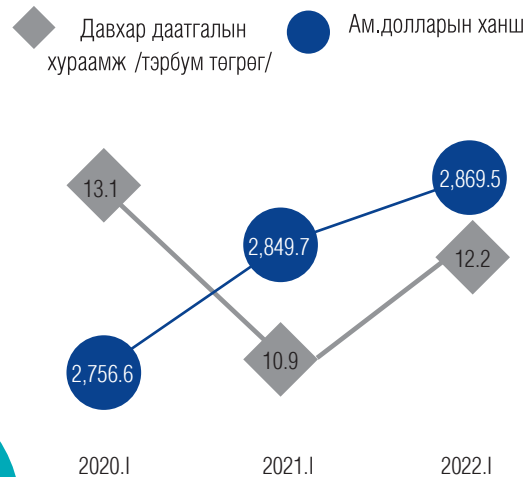 Давхар даатгалын
хураамж /тэрбум төгрөг/
Ам.долларын ханш
13.1
2,869.5
2,849.7
12.2
10.9
2,756.6
2020.I
2021.I
2022.I